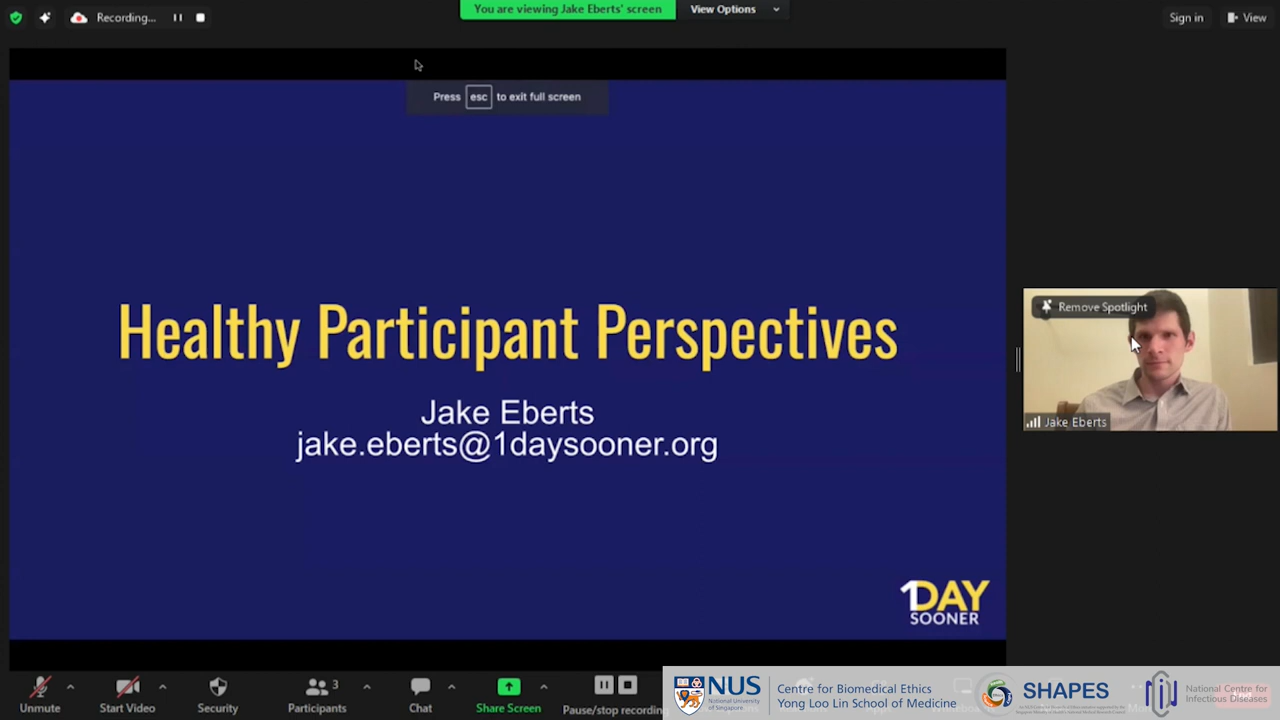 Recording...
You are viewing Jake Eberts' screen
View Options
Sign in
View
Press esc to exit full screen
Healthy Participant Perspectives
Jake Eberts
jake.eberts@1daysooner.org
1DAY
SOONER
Remove Spotlight
Jake Eberts
Unmute
Start Video
Security
3
Participants
Chat
Share Screen
Pause/stop recording
NUS
National University
of Singapore
Centre for Biomedical Ethics
Yong Loo Lin School of Medicine
SHAPES
National Centre for
Infectious Diseases